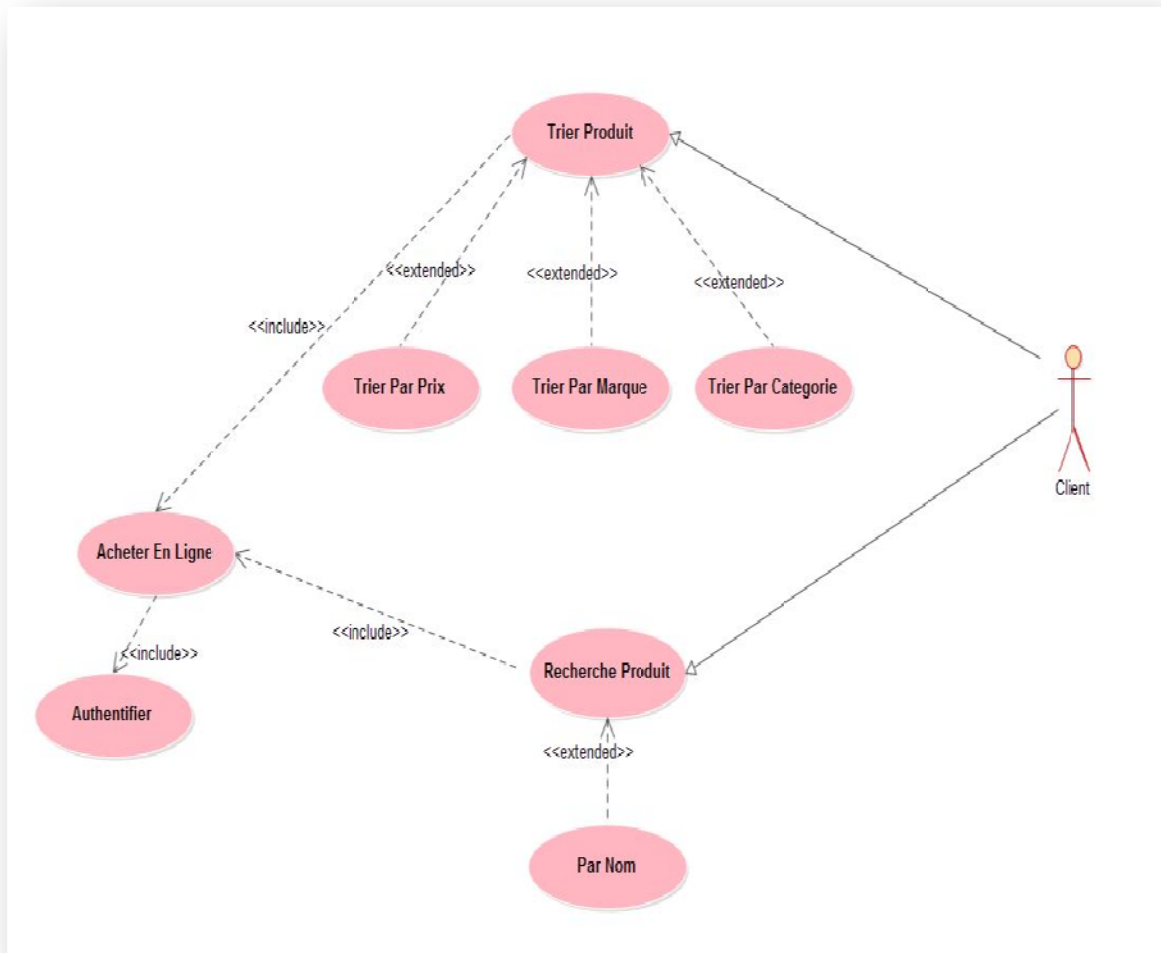 Trier Produit
<<extended>>
<<extended>>
<<extended>>
<<include>>
Trier Par Prix
Trier Par Marque
Trier Par Categorie
Client
Acheter En Ligne
<<include>>
<<include>>
Recherche Produit
Authentifier
<<extended>>
Par Nom